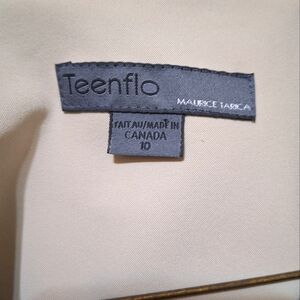 Teenflo
MAURICE TARICA
FAIT AU/MADE IN
CANADA
10